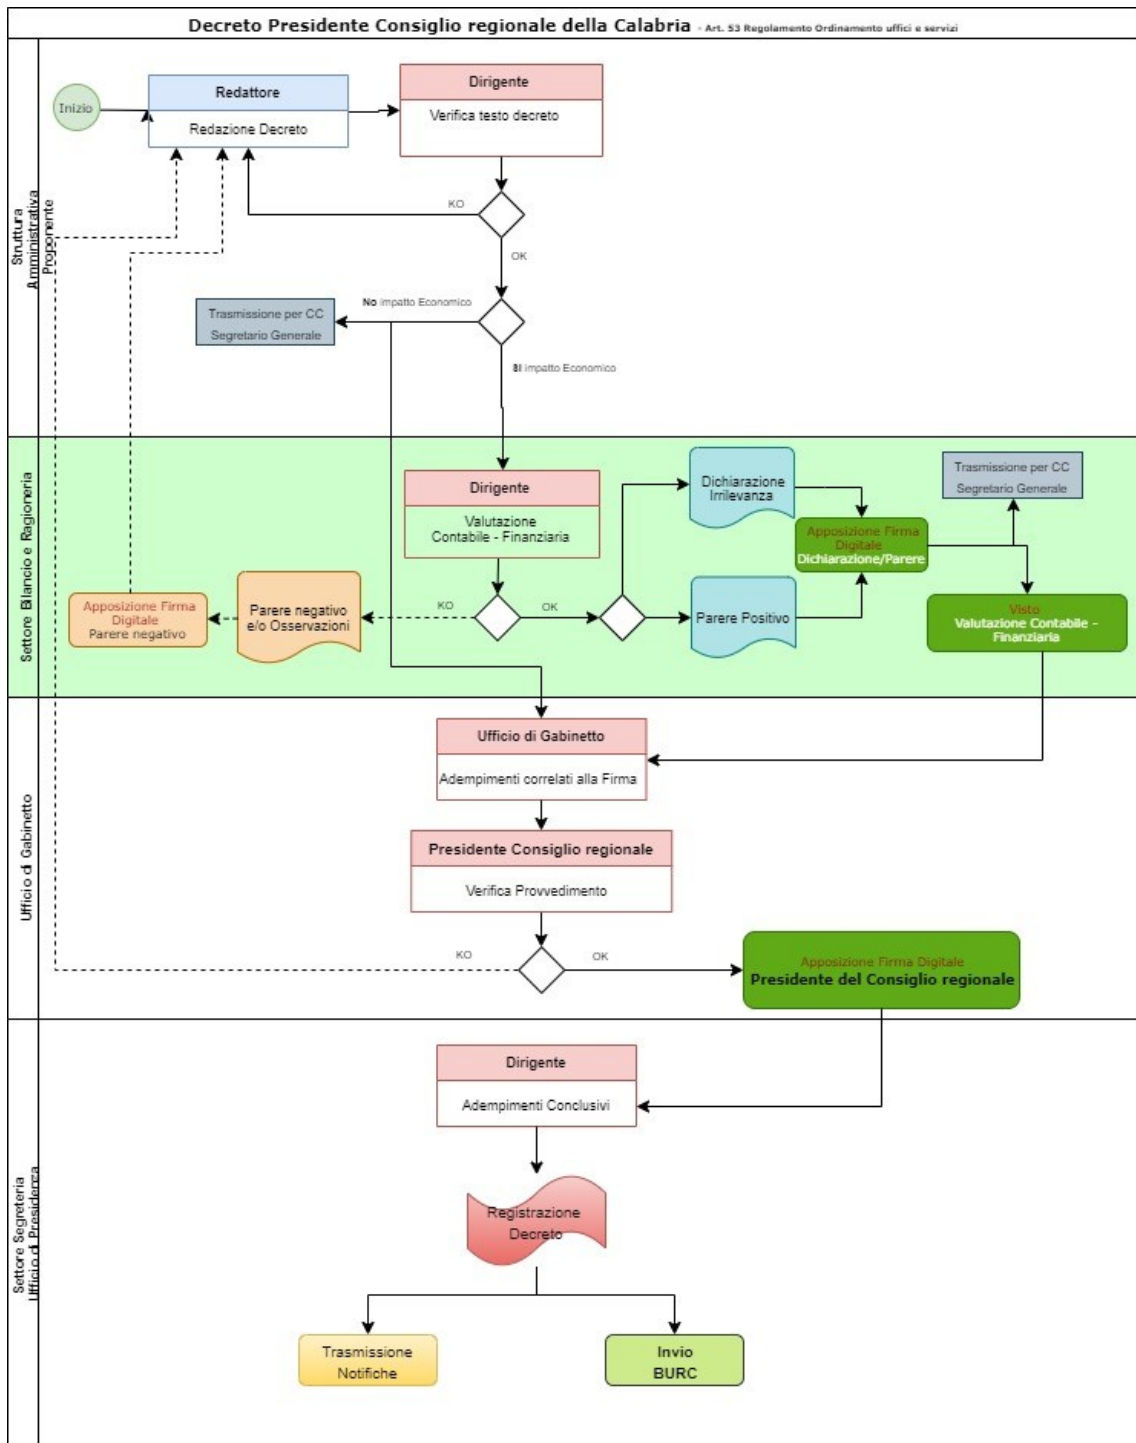 Decreto Presidente Consiglio regionale della Calabria - Art. 53 Regolamento Ordinamento uffici e servizi
Struttura
Amministrativa
Proponente
Inizio
Redattore
Redazione Decreto
Dirigente
Verifica testo decreto
KO
OK
No impatto Economico
Trasmissione per CC
Segretario Generale
SI impatto Economico
Settore Bilancio e Ragioneria
Dirigente
Valutazione
Contabile - Finanziaria
KO
OK
Parere negativo
e/o Osservazioni
Apposizione Firma
Digitale
Parere negativo
Dichiarazione
Irrilevanza
Parere Positivo
Apposizione Firma
Digitale
Dichiarazione/Parere
Trasmissione per CC
Segretario Generale
Visto
Valutazione Contabile -
Finanziaria
Ufficio di Gabinetto
Ufficio di Gabinetto
Adempimenti correlati alla Firma
Presidente Consiglio regionale
Verifica Provvedimento
KO
OK
Apposizione Firma Digitale
Presidente del Consiglio regionale
Settore Segreteria
Ufficio di Presidenza
Dirigente
Adempimenti Conclusivi
Registrazione
Decreto
Trasmissione
Notifiche
Invio
BURC